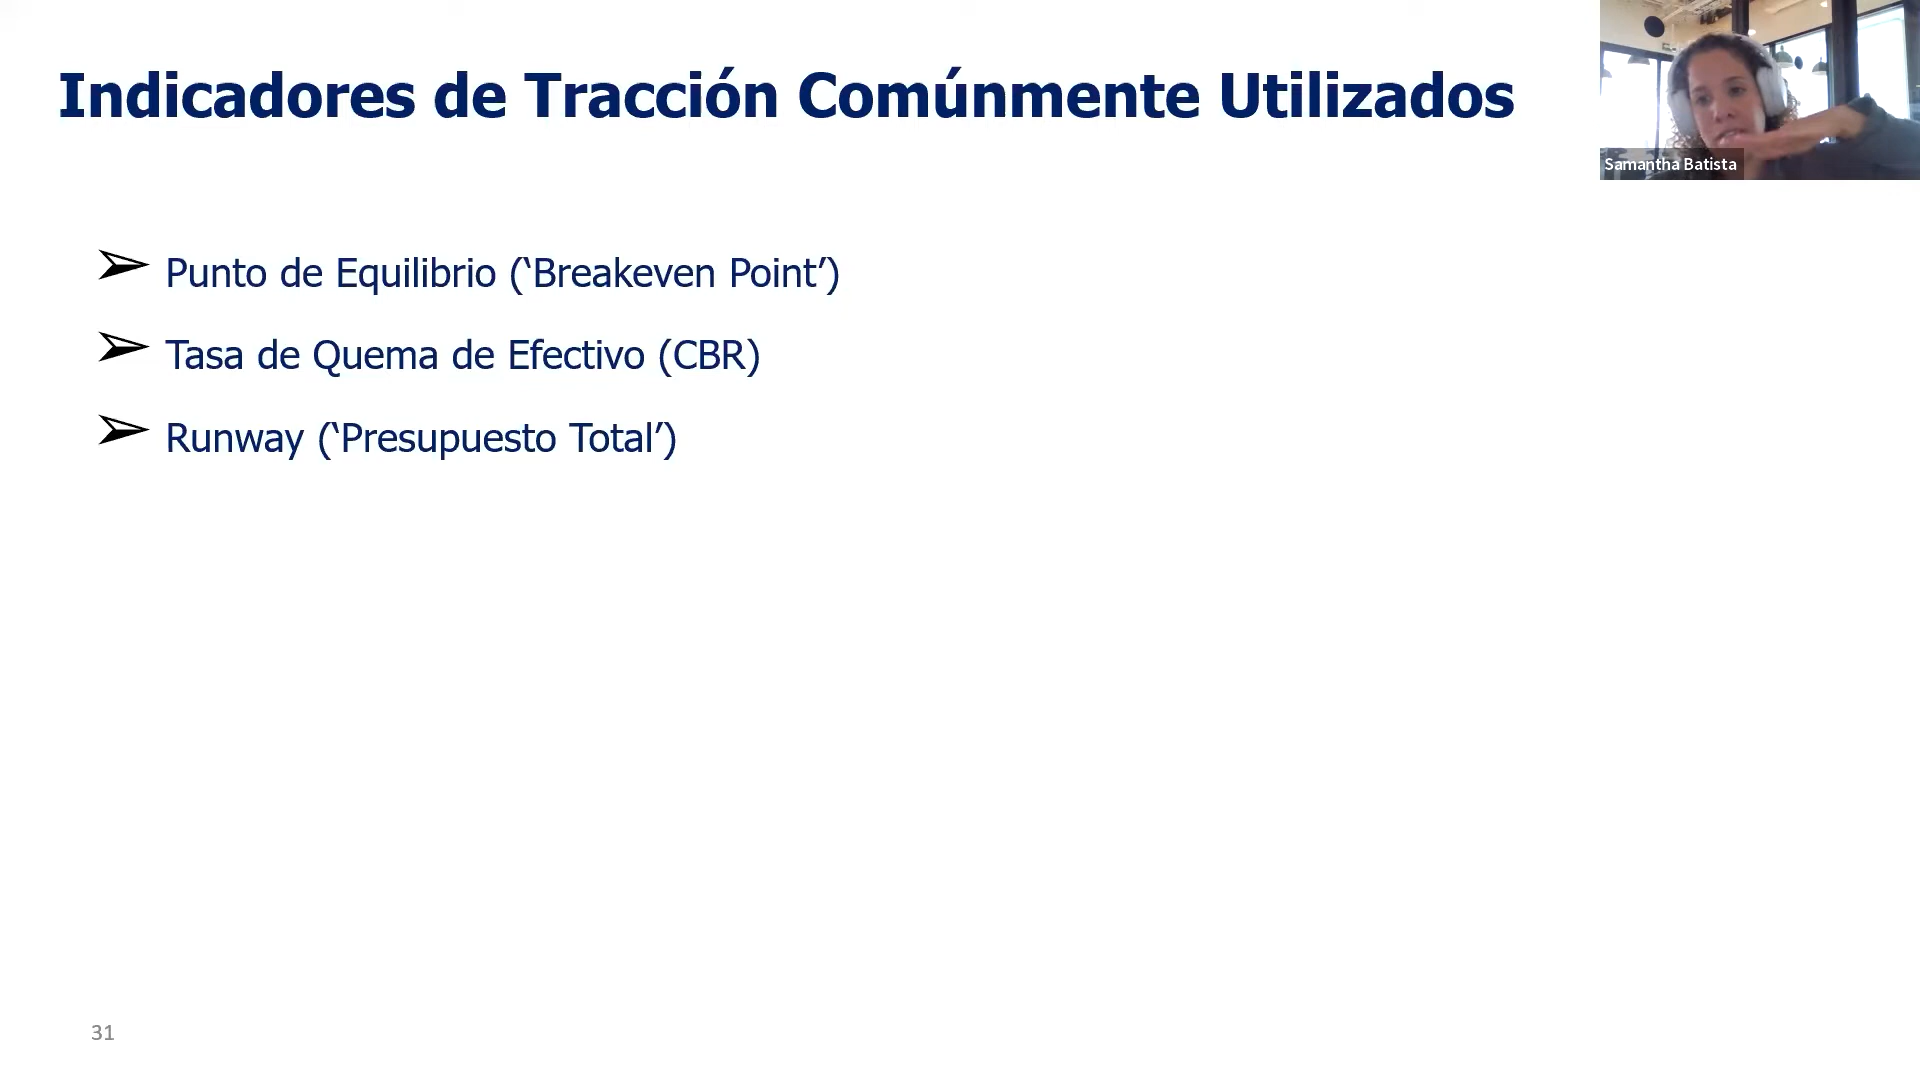 Indicadores de Tracción Comúnmente Utilizados
Samantha Batista
➢ Punto de Equilibrio (‘Breakeven Point’)
➢ Tasa de Quema de Efectivo (CBR)
➢ Runway (‘Presupuesto Total’)
31